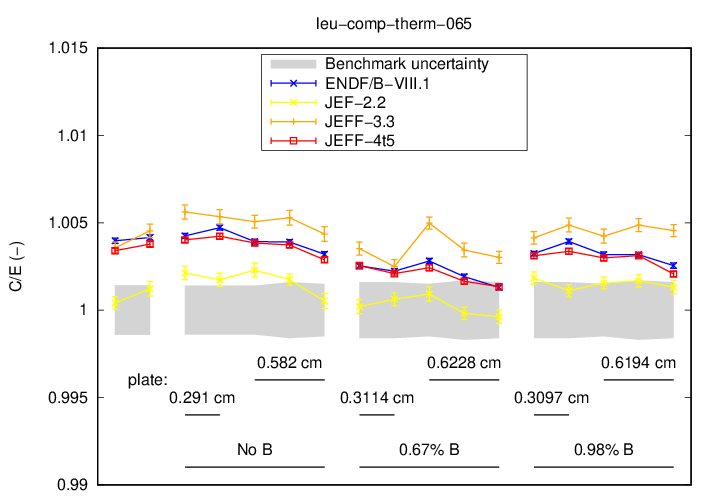 leu−comp−therm−065
1.015
1.01
1.005
1
0.995
0.99
C/E (−)
Benchmark uncertainty
ENDF/B−VIII.1
JEF−2.2
JEFF−3.3
JEFF−4t5
0.582 cm
0.6228 cm
0.6194 cm
plate:
0.291 cm
0.3114 cm
0.3097 cm
No B
0.67% B
0.98% B